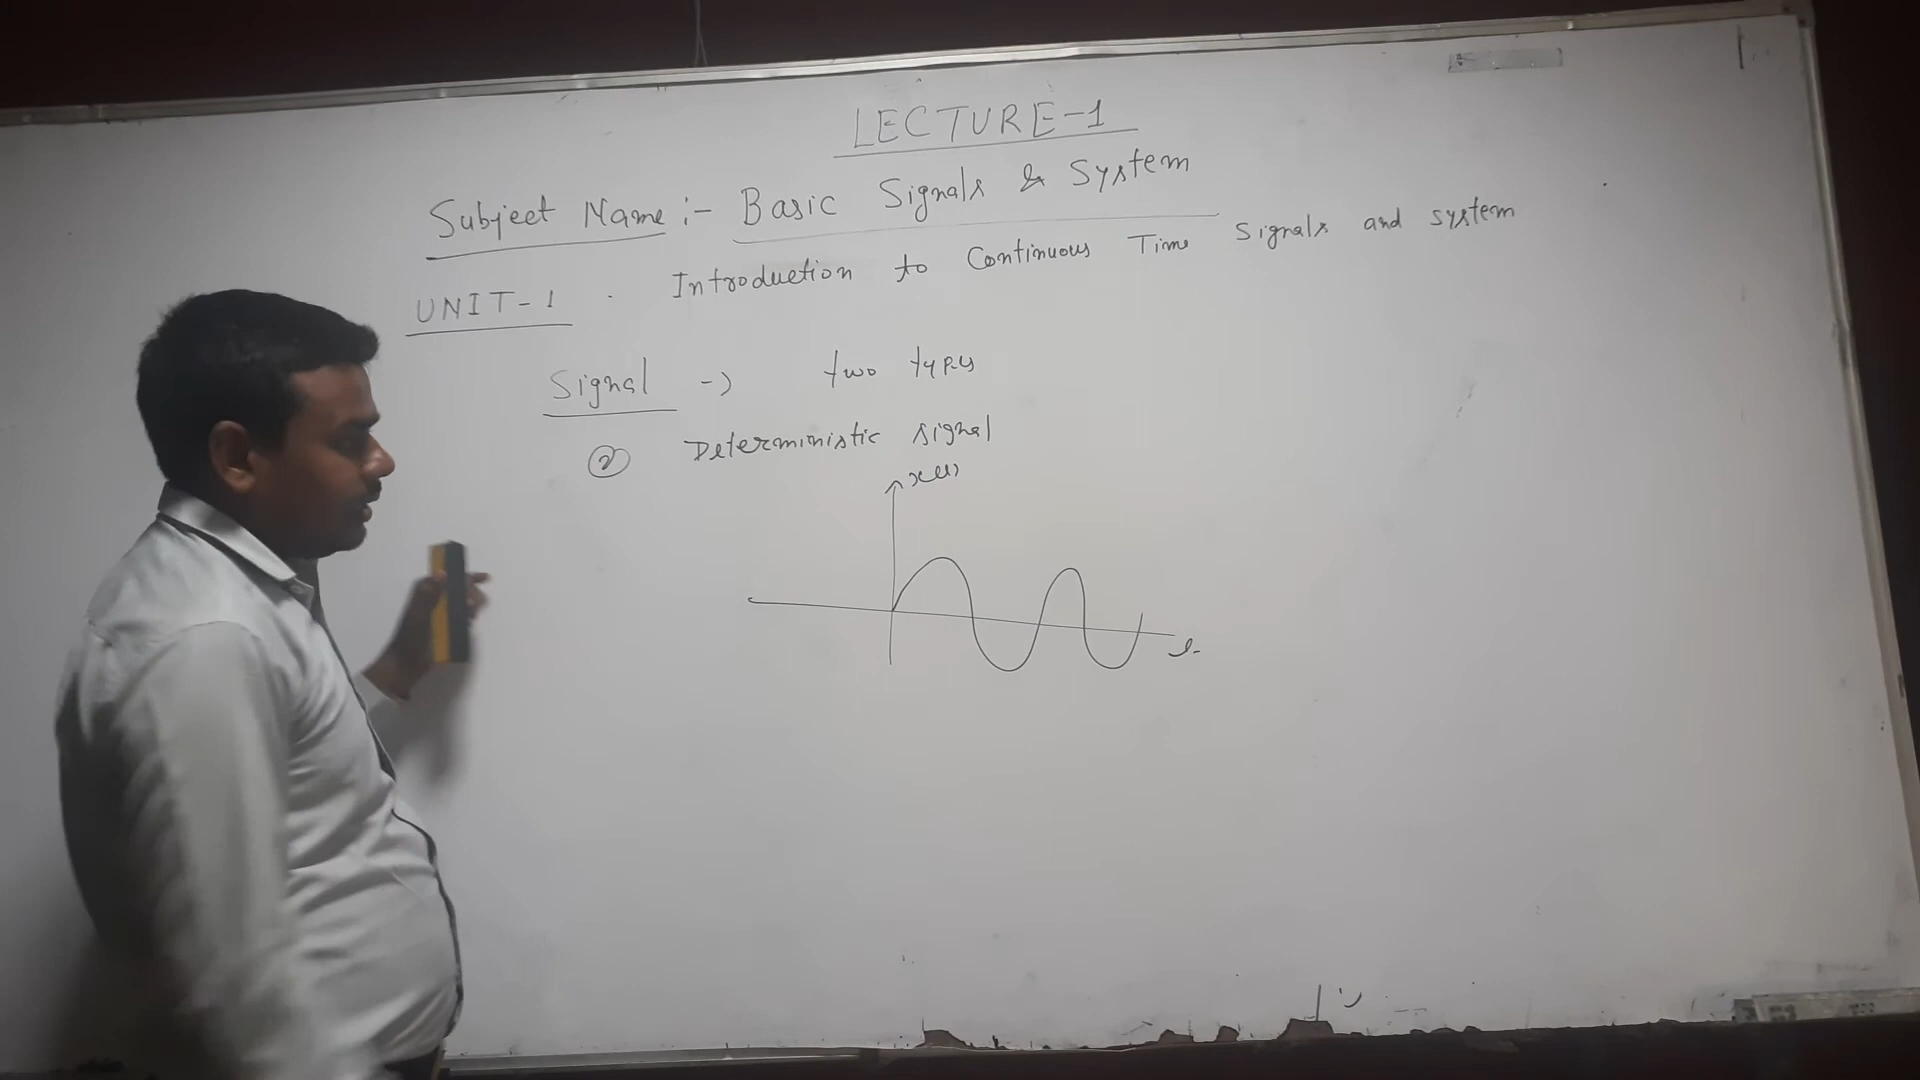 LECTURE-1
Subject Name :- Basic Signals & System
UNIT-1 . Introduction to Continuous Time Signals and system
Signal -> two types
② Deterministic signal
x(t)
t